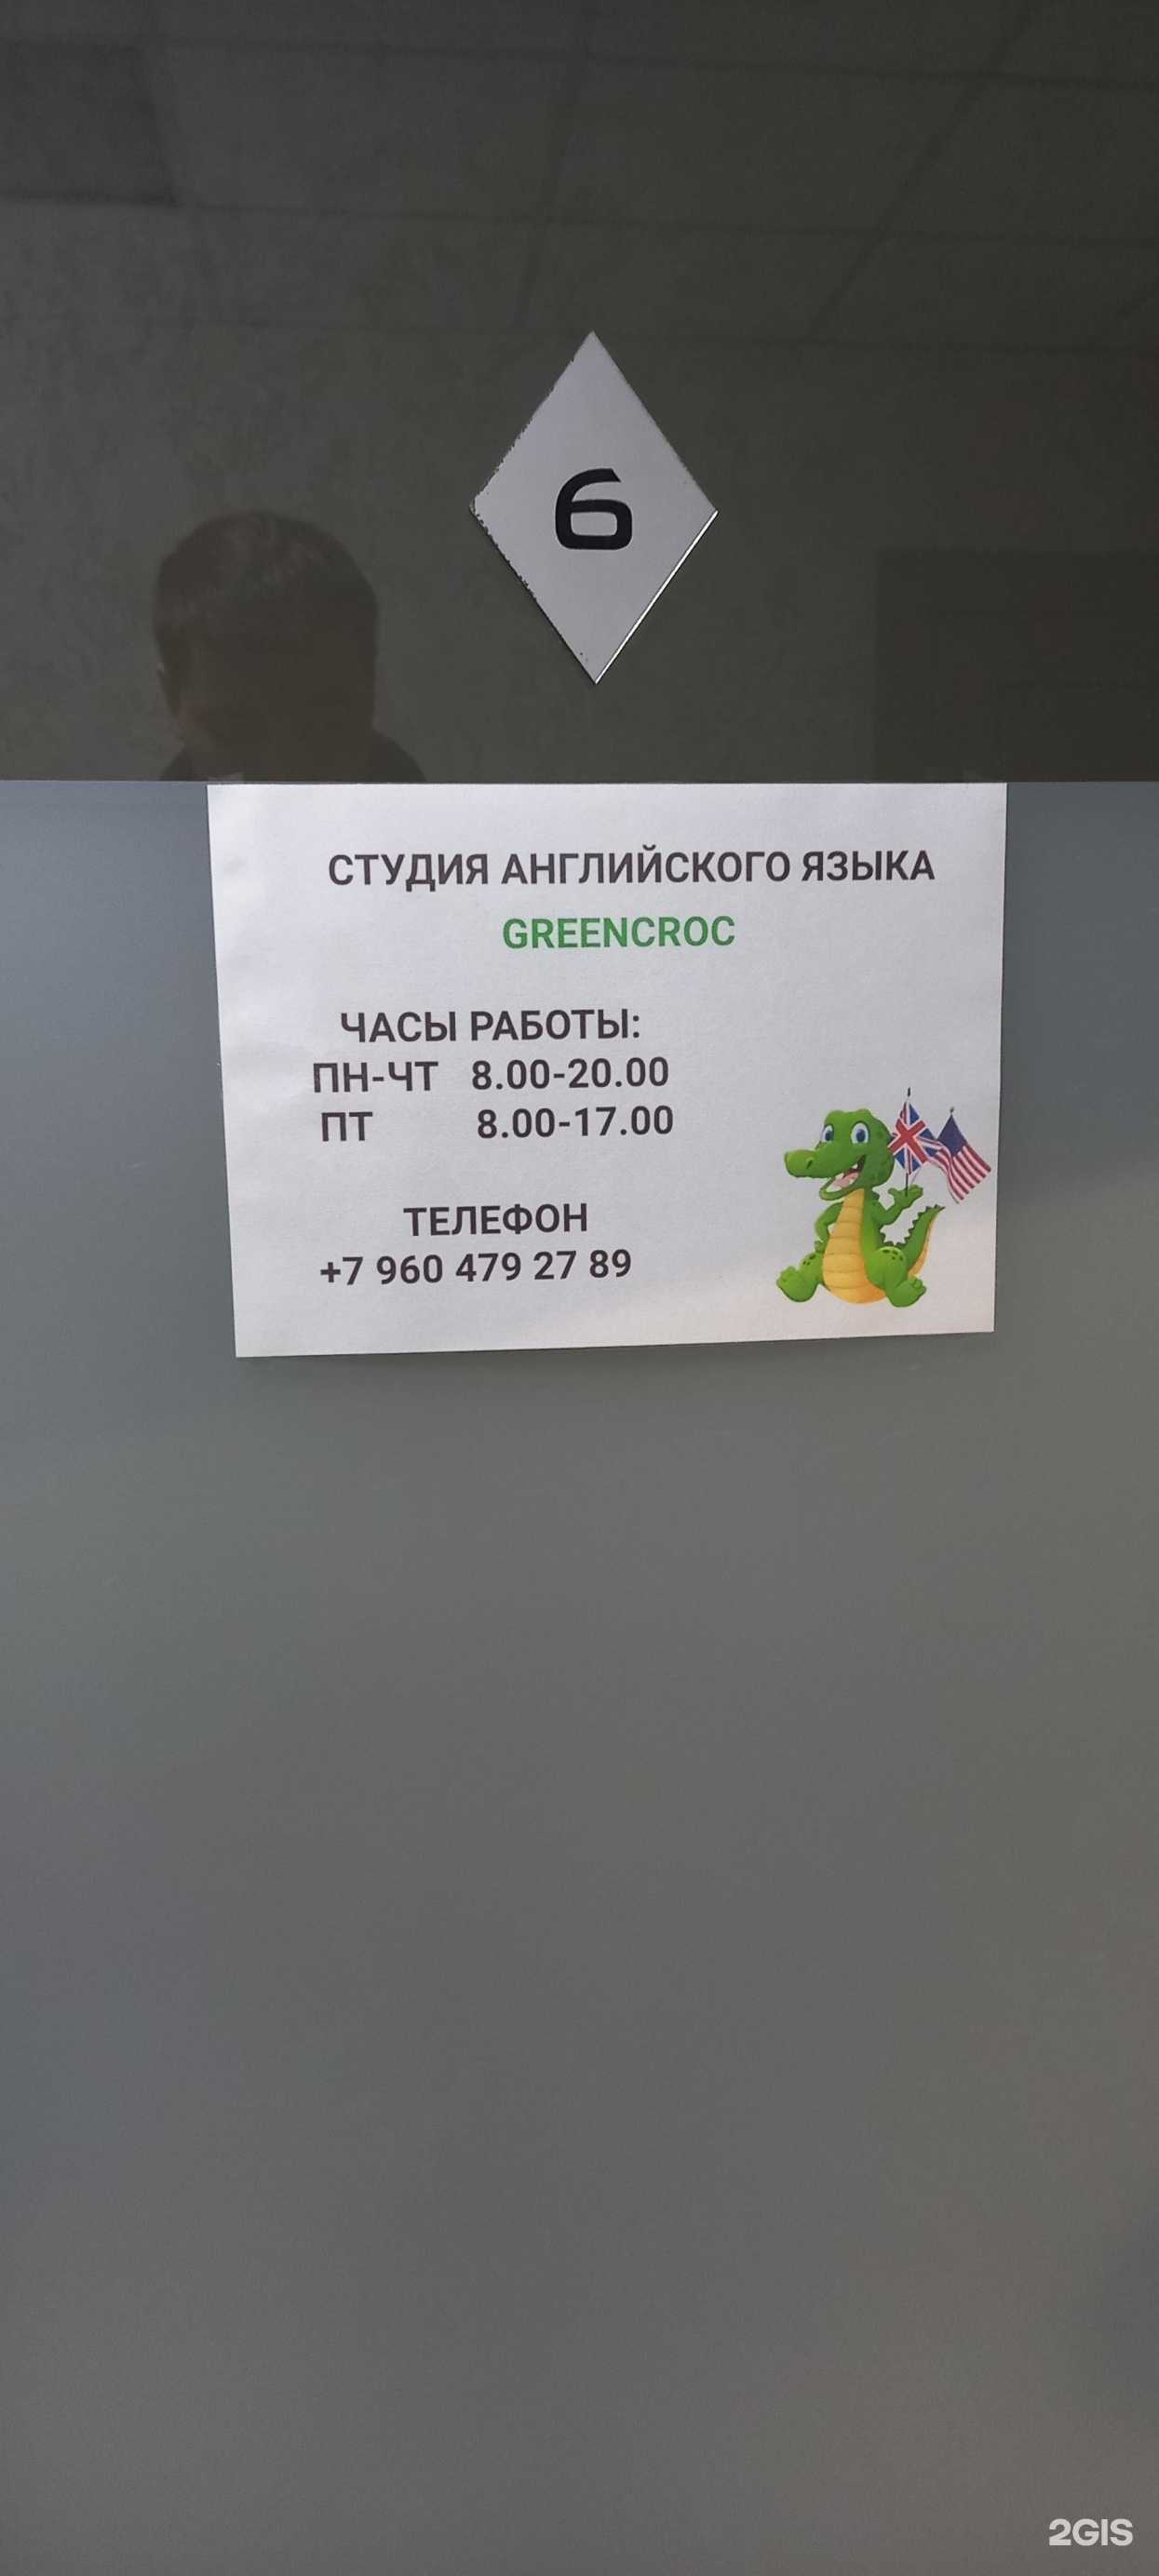 6
СТУДИЯ АНГЛИЙСКОГО ЯЗЫКА
GREENCROC
ЧАСЫ РАБОТЫ:
ПН-ЧТ 8.00-20.00
ПТ 8.00-17.00
ТЕЛЕФОН
+7 960 479 27 89
2GIS